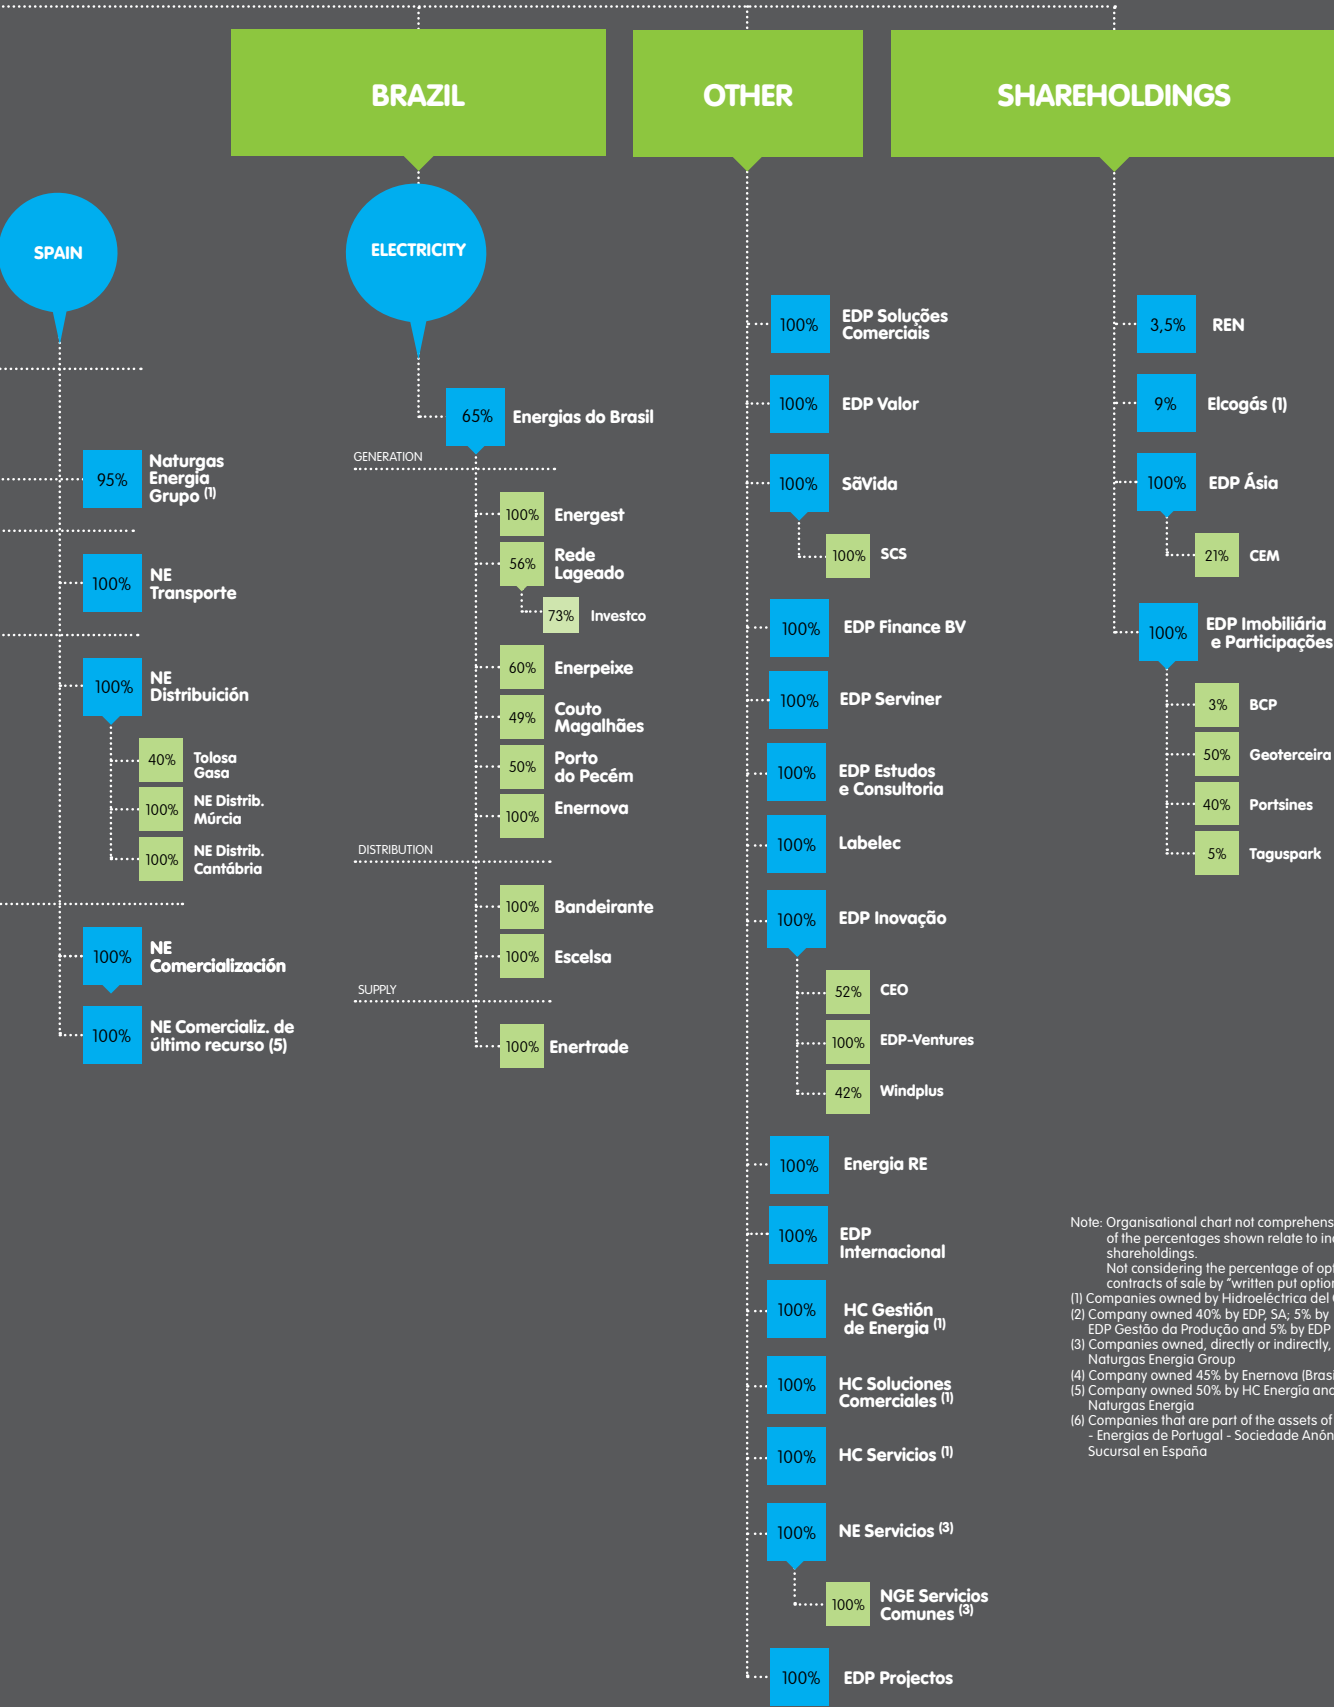 BRAZIL
OTHER
SHAREHOLDINGS
SPAIN
95%
Naturgas
Energía
Grupo (1)
100%
NE
Transporte
100%
NE
Distribuición
40%
Tolosa
Gasa
100%
NE Distrib.
Múrcia
100%
NE Distrib.
Cantábria
100%
NE
Comercialización
100%
NE Comercializ. de
último recurso (5)
ELECTRICITY
65%
Energias do Brasil
GENERATION
100%
Energest
56%
Rede
Lageado
73%
Investco
60%
Enerpeixe
49%
Couto
Magalhães
50%
Porto
do Pecém
100%
Enernova
DISTRIBUTION
100%
Bandeirante
100%
Escelsa
SUPPLY
100%
Enertrade
100%
EDP Soluções
Comerciais
100%
EDP Valor
100%
SãVida
100%
SCS
100%
EDP Finance BV
100%
EDP Serviner
100%
EDP Estudos
e Consultoria
100%
Labelec
100%
EDP Inovação
52%
CEO
100%
EDP-Ventures
42%
Windplus
100%
Energia RE
100%
EDP
Internacional
100%
HC Gestión
de Energia (1)
100%
HC Soluciones
Comerciales (1)
100%
HC Servicios (1)
100%
NE Servicios (3)
100%
NGE Servicios
Comunes (3)
100%
EDP Projectos
3,5%
REN
9%
Elcogás (1)
100%
EDP Ásia
21%
CEM
100%
EDP Imobiliária
e Participações
3%
BCP
50%
Geoterceira
40%
Portsines
5%
Taguspark
Note: Organisational chart not comprehens
of the percentages shown relate to in
shareholdings.
Not considering the percentage of op
contracts of sale by "written put option
(1) Companies owned by Hidroeléctrica del
(2) Company owned 40% by EDP, SA; 5% by
EDP Gestão da Produção and 5% by EDP
(3) Companies owned, directly or indirectly,
Naturgas Energia Group
(4) Company owned 45% by Enernova (Brasi
(5) Company owned 50% by HC Energía and
Naturgas Energia
(6) Companies that are part of the assets of
- Energias de Portugal - Sociedade Anón
Sucursal en España